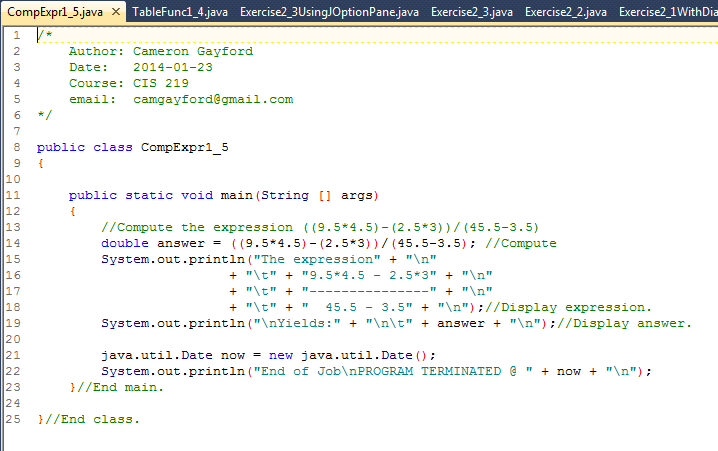 CompExpr1_5.java × TableFunc1_4.java Exercise2_3UsingJOptionPane.java Exercise2_3.java Exercise2_2.java Exercise2_1WithDia
1 /*
2 Author: Cameron Gayford
3 Date: 2014-01-23
4 Course: CIS 219
5 email: camgayford@gmail.com
6 */
7
8 public class CompExpr1_5
9 {
10
11 public static void main(String [] args)
12 {
13 //Compute the expression ((9.5*4.5)-(2.5*3))/(45.5-3.5)
14 double answer = ((9.5*4.5)-(2.5*3))/(45.5-3.5); //Compute
15 System.out.println("The expression" + "\n"
16 + "\t" + "9.5*4.5 - 2.5*3" + "\n"
17 + "\t" + "---------------" + "\n"
18 + "\t" + "  45.5 - 3.5" + "\n");//Display expression.
19 System.out.println("\nYields:" + "\n\t" + answer + "\n");//Display answer.
20
21 java.util.Date now = new java.util.Date();
22 System.out.println("End of Job\nPROGRAM TERMINATED @ " + now + "\n");
23 }//End main.
24
25 }//End class.